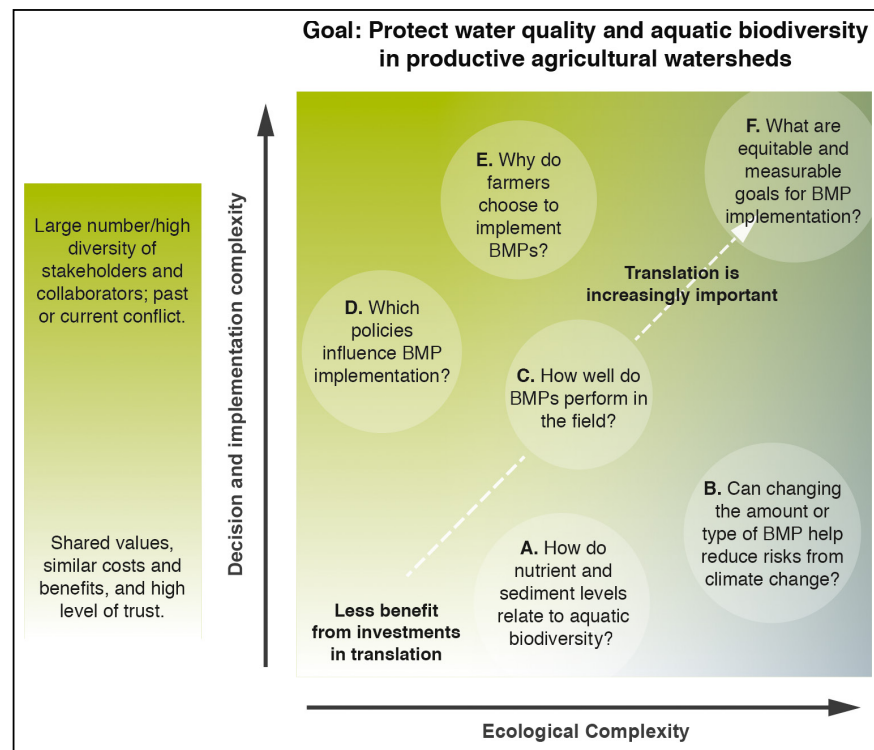 Goal: Protect water quality and aquatic biodiversity
in productive agricultural watersheds
Large number/high
diversity of
stakeholders and
collaborators; past
or current conflict.
Shared values,
similar costs and
benefits, and high
level of trust.
Decision and implementation complexity
E. Why do
farmers
choose to
implement
BMPs?
F. What are
equitable and
measurable
goals for BMP
implementation?
Translation is
increasingly important
D. Which
policies
influence BMP
implementation?
C. How well do
BMPs perform in
the field?
B. Can changing
the amount or
type of BMP help
reduce risks from
climate change?
A. How do
nutrient and
sediment levels
relate to aquatic
biodiversity?
Less benefit
from investments
in translation
Ecological Complexity